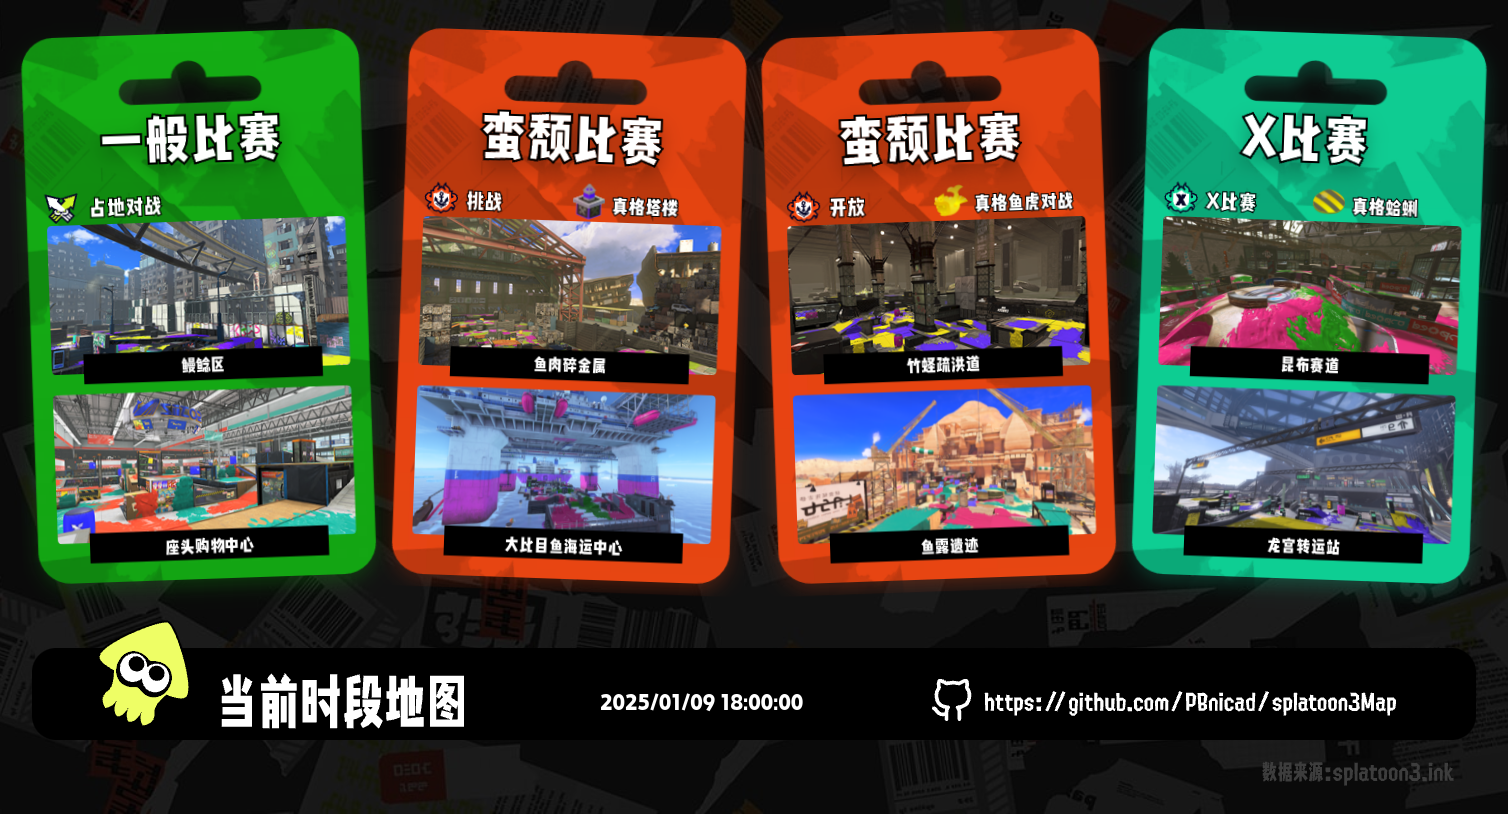 一般比赛
占地对战
鳗鲶区
座头购物中心
蛮颓比赛
挑战
真格塔楼
鱼肉碎金属
大比目鱼海运中心
蛮颓比赛
开放
真格鱼虎对战
竹蛏疏洪道
鱼露遗迹
X比赛
X比赛
真格蛤蜊
昆布赛道
龙宫转运站
当前时段地图
2025/01/09 18:00:00
https://github.com/PBnicad/splatoon3Map
数据来源:splatoon3.ink